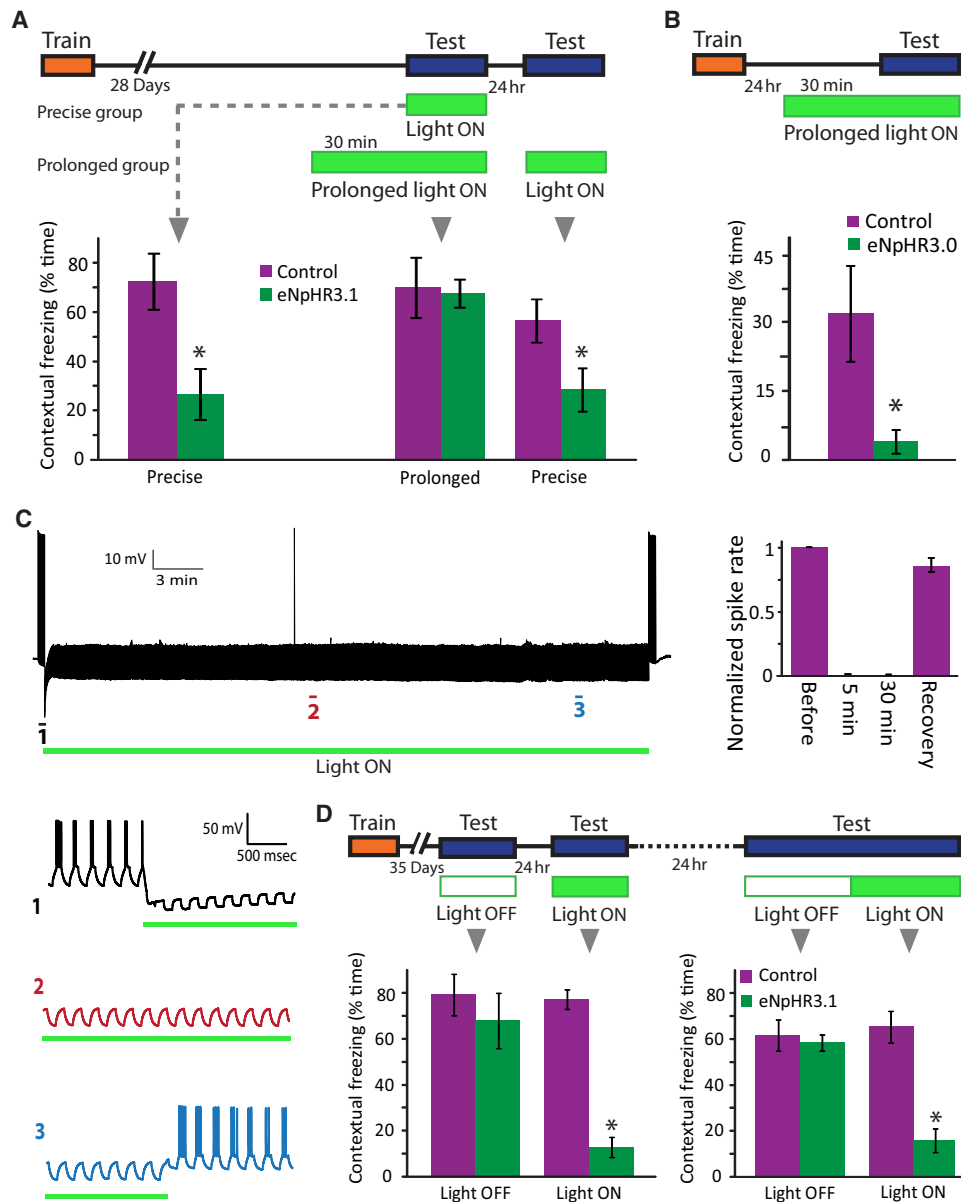 A
Train
Test
Test
28 Days
24 hr
Precise group
Light ON
Prolonged group
30 min
Prolonged light ON
Light ON
Contextual freezing (% time)
80
60
40
20
0
Control
eNpHR3.1
*
*
Precise
Prolonged
Precise
B
Train
Test
24 hr
30 min
Prolonged light ON
Contextual freezing (% time)
45
30
15
0
Control
eNpHR3.0
*
C
10 mV
3 min
1
2
3
Light ON
Normalized spike rate
1
0.5
0
Before
5 min
30 min
Recovery
50 mV
500 msec
1
2
3
D
Train
Test
Test
Test
35 Days
24 hr
24 hr
Light OFF
Light ON
Light OFF
Light ON
Contextual freezing (% time)
80
60
40
20
0
*
Light OFF
Light ON
Contextual freezing (% time)
80
60
40
20
0
Control
eNpHR3.1
*
Light OFF
Light ON